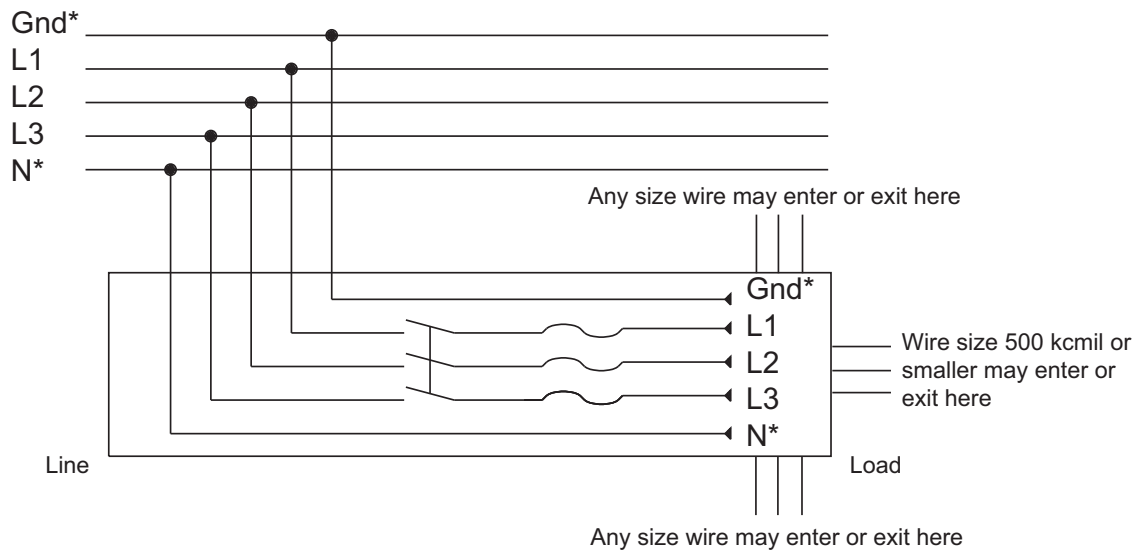 Gnd*
L1
L2
L3
N*
Any size wire may enter or exit here
Gnd*
L1
L2
L3
N*
Wire size 500 kcmil or
smaller may enter or
exit here
Line
Load
Any size wire may enter or exit here